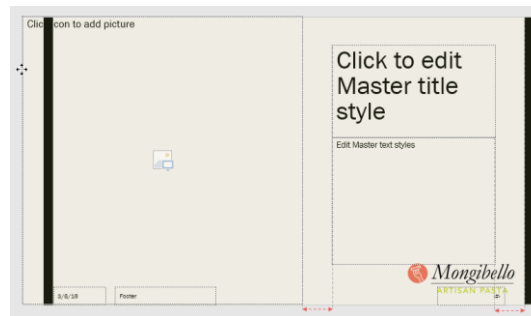 Click icon to add picture
Click to edit
Master title
style
Edit Master text styles
Mongibello
ARTISAN PASTA
3/8/18
Footer